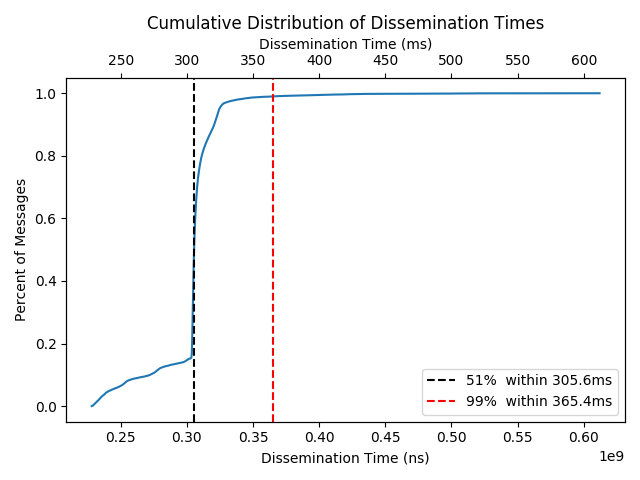 Cumulative Distribution of Dissemination Times
Dissemination Time (ms)
250 300 350 400 450 500 550 600
Percent of Messages
1.0
0.8
0.6
0.4
0.2
0.0
51%  within 305.6ms
99%  within 365.4ms
0.25 0.30 0.35 0.40 0.45 0.50 0.55 0.60
1e9
Dissemination Time (ns)